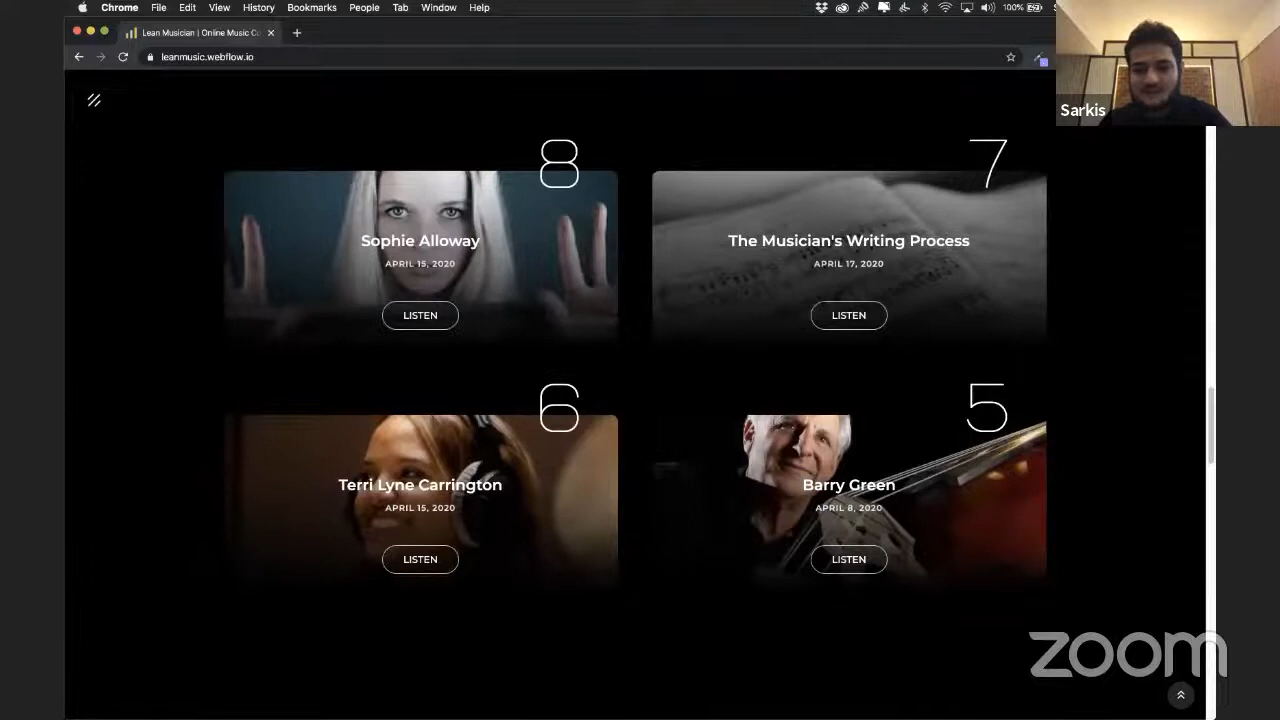 Chrome File Edit View History Bookmarks People Tab Window Help 100%
Lean Musician | Online Music
leanmusic.webflow.io
Sarkis
8
7
Sophie Alloway
APRIL 15, 2020
LISTEN
The Musician's Writing Process
APRIL 17, 2020
LISTEN
6
5
Terri Lyne Carrington
APRIL 15, 2020
LISTEN
Barry Green
APRIL 8, 2020
LISTEN
zoom